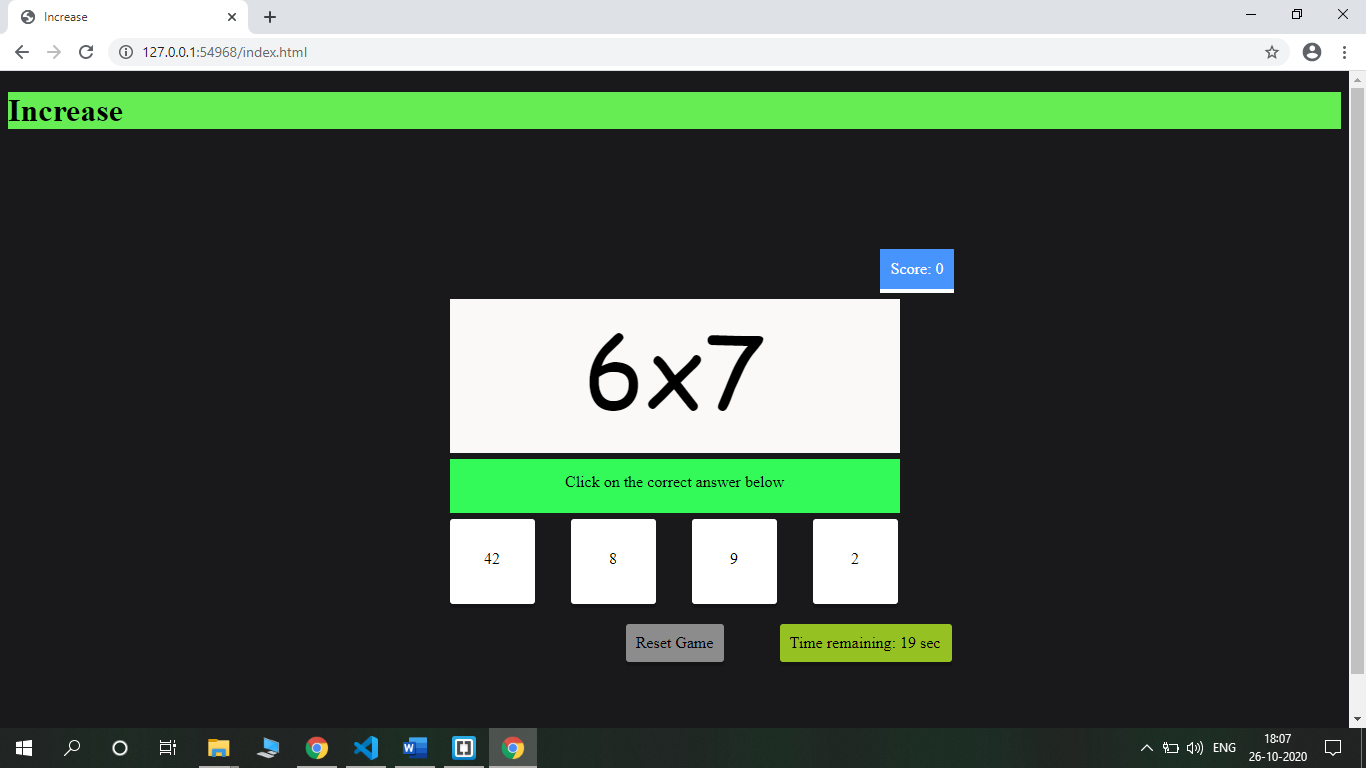 Increase
127.0.0.1:54968/index.html
Increase
Score: 0
6x7
Click on the correct answer below
42 8 9 2
Reset Game Time remaining: 19 sec
ENG 18:07
26-10-2020